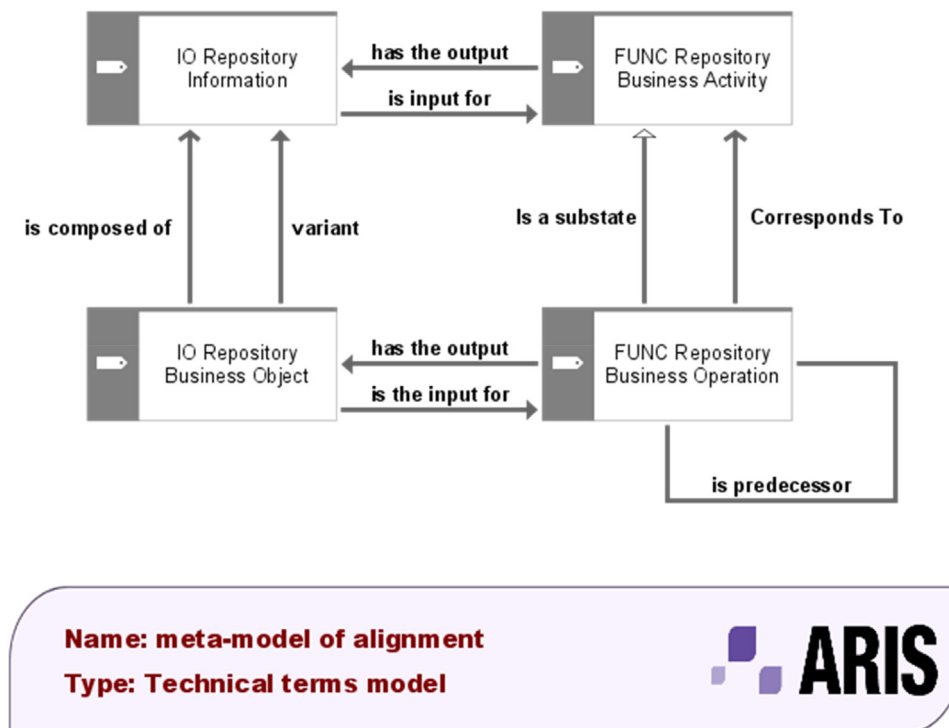 IO Repository
Information
has the output
is input for
FUNC Repository
Business Activity
is composed of
variant
Is a substate
Corresponds To
IO Repository
Business Object
has the output
is the input for
FUNC Repository
Business Operation
is predecessor
Name: meta-model of alignment
Type: Technical terms model
ARIS